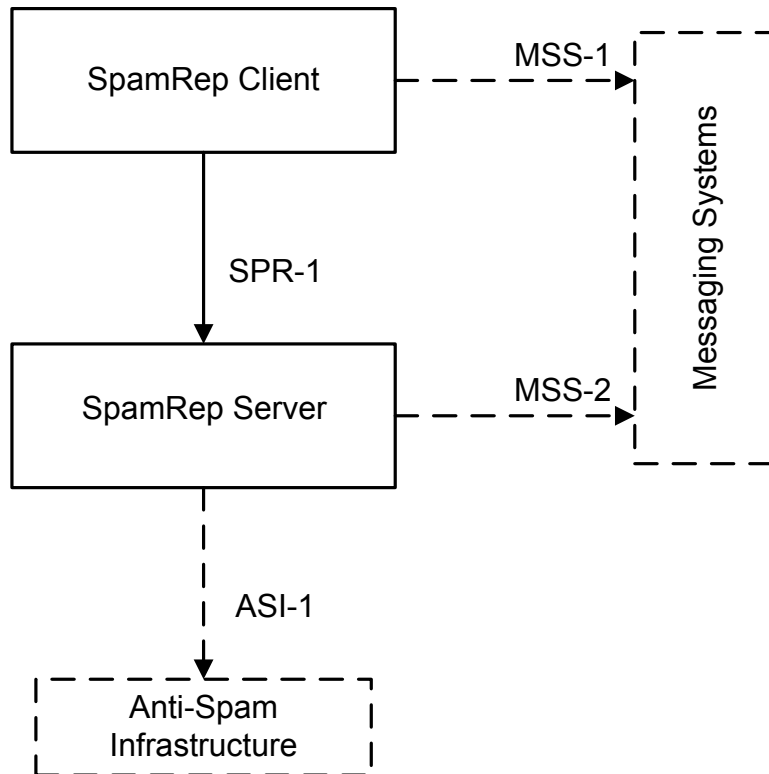 SpamRep Client
MSS-1
Messaging Systems
SPR-1
SpamRep Server
MSS-2
ASI-1
Anti-Spam
Infrastructure